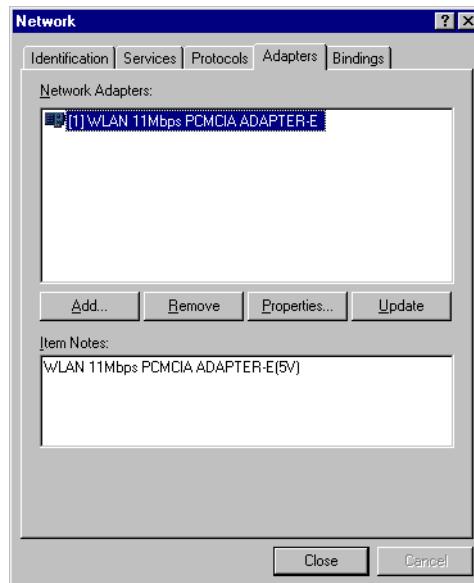 Network
Identification Services Protocols Adapters Bindings
Network Adapters:
[1] WLAN 11Mbps PCMCIA ADAPTER-E
Add... Remove Properties... Update
Item Notes:
WLAN 11Mbps PCMCIA ADAPTER-E(5V)
Close Cancel